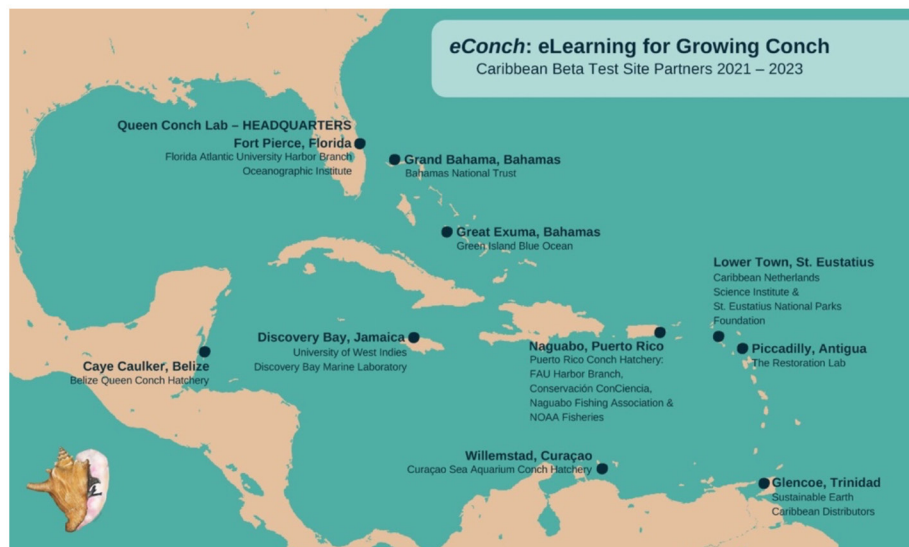 eConch: eLearning for Growing Conch
Caribbean Beta Test Site Partners 2021 – 2023
Queen Conch Lab – HEADQUARTERS
Fort Pierce, Florida
Florida Atlantic University Harbor Branch
Oceanographic Institute
Grand Bahama, Bahamas
Bahamas National Trust
Great Exuma, Bahamas
Green Island Blue Ocean
Lower Town, St. Eustatius
Caribbean Netherlands
Science Institute &
St. Eustatius National Parks
Foundation
Discovery Bay, Jamaica
University of West Indies
Discovery Bay Marine Laboratory
Naguabo, Puerto Rico
Puerto Rico Conch Hatchery:
FAU Harbor Branch,
Conservación ConCiencia,
Naguabo Fishing Association &
NOAA Fisheries
Piccadilly, Antigua
The Restoration Lab
Caye Caulker, Belize
Belize Queen Conch Hatchery
Willemstad, Curaçao
Curaçao Sea Aquarium Conch Hatchery
Glencoe, Trinidad
Sustainable Earth
Caribbean Distributors